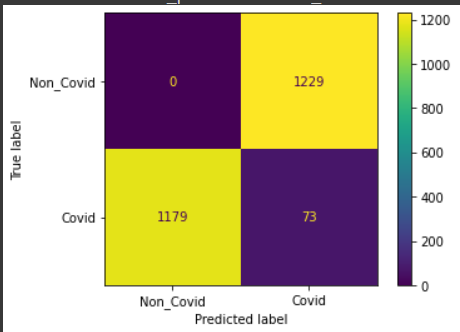 Non_Covid 0 1229
Covid 1179 73
Non_Covid Covid
Predicted label
True label
1200
1000
800
600
400
200
0